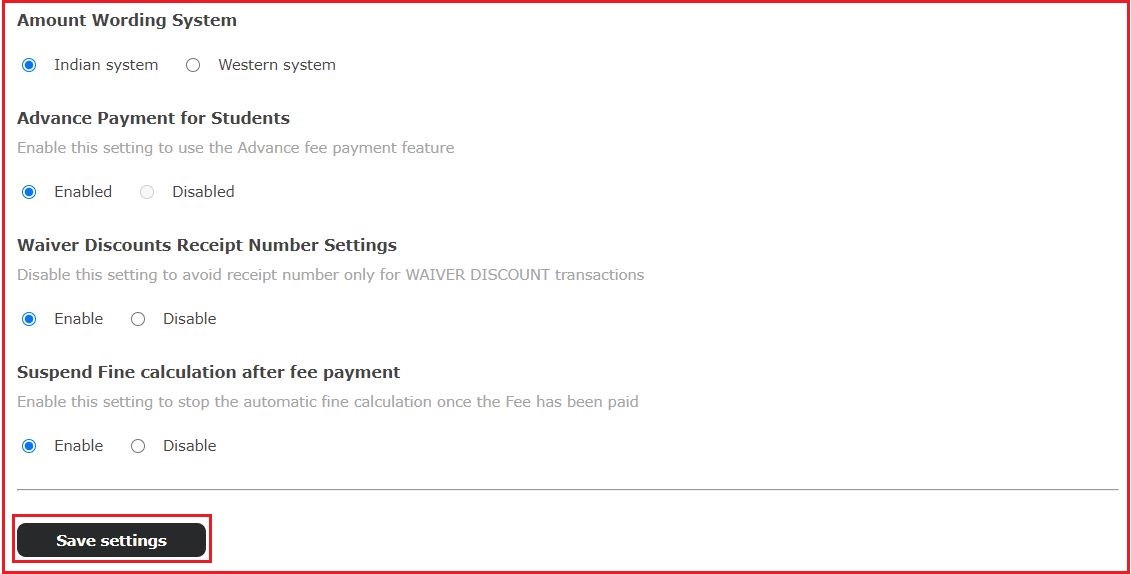 Amount Wording System
Indian system Western system
Advance Payment for Students
Enable this setting to use the Advance fee payment feature
Enabled Disabled
Waiver Discounts Receipt Number Settings
Disable this setting to avoid receipt number only for WAIVER DISCOUNT transactions
Enable Disable
Suspend Fine calculation after fee payment
Enable this setting to stop the automatic fine calculation once the Fee has been paid
Enable Disable
Save settings